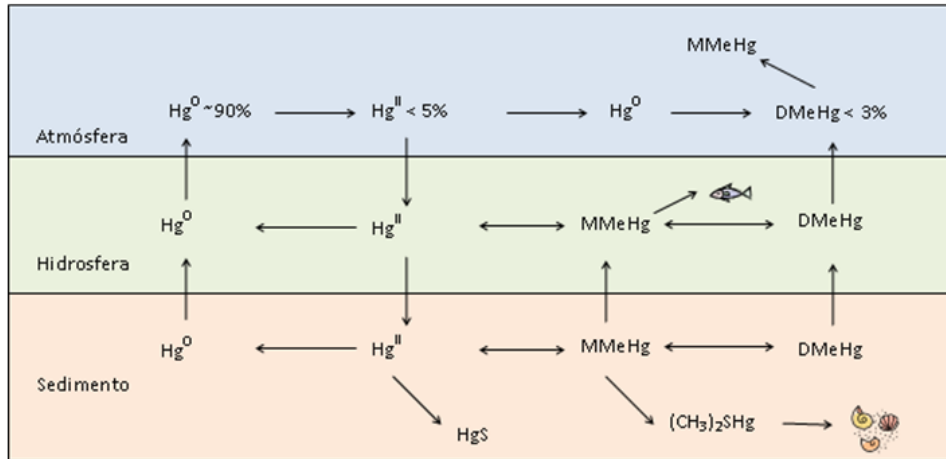 MMeHg
Hg⁰ ~90% Hgᴵᴵ < 5% Hg⁰ DMeHg < 3%
Atmósfera
Hg⁰ Hgᴵᴵ MMeHg DMeHg
Hidrosfera
Hg⁰ Hgᴵᴵ MMeHg DMeHg
Sedimento
HgS (CH₃)₂SHg